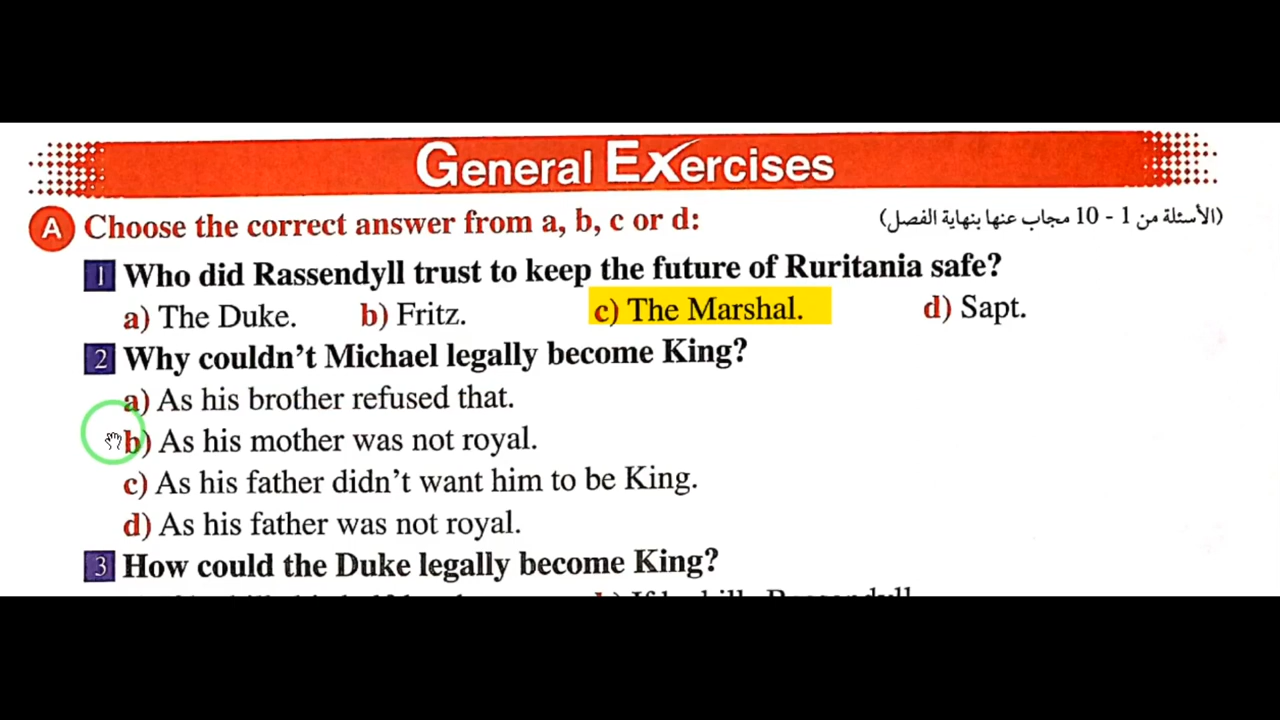 General Exercises
A Choose the correct answer from a, b, c or d: (الأسئلة من 1 - 10 مجاب عنها بنهاية الفصل)
1 Who did Rassendyll trust to keep the future of Ruritania safe?
a) The Duke. b) Fritz. c) The Marshal. d) Sapt.
2 Why couldn't Michael legally become King?
a) As his brother refused that.
b) As his mother was not royal.
c) As his father didn't want him to be King.
d) As his father was not royal.
3 How could the Duke legally become King?